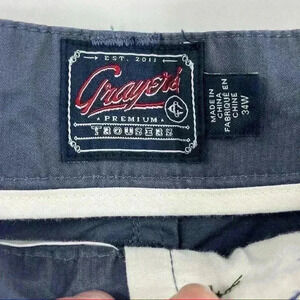 EST. 2011
Grayers
PREMIUM
TROUSERS
MADE IN
CHINA
FABRIQUÉ EN
CHINE
34W